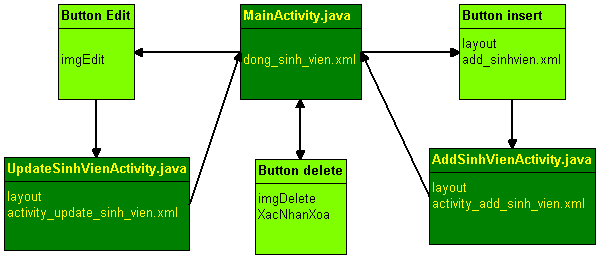 Button Edit
imgEdit
MainActivity.java
dong_sinh_vien.xml
Button insert
layout
add_sinhvien.xml
UpdateSinhVienActivity.java
layout
activity_update_sinh_vien.xml
Button delete
imgDelete
XacNhanXoa
AddSinhVienActivity.java
layout
activity_add_sinh_vien.xml